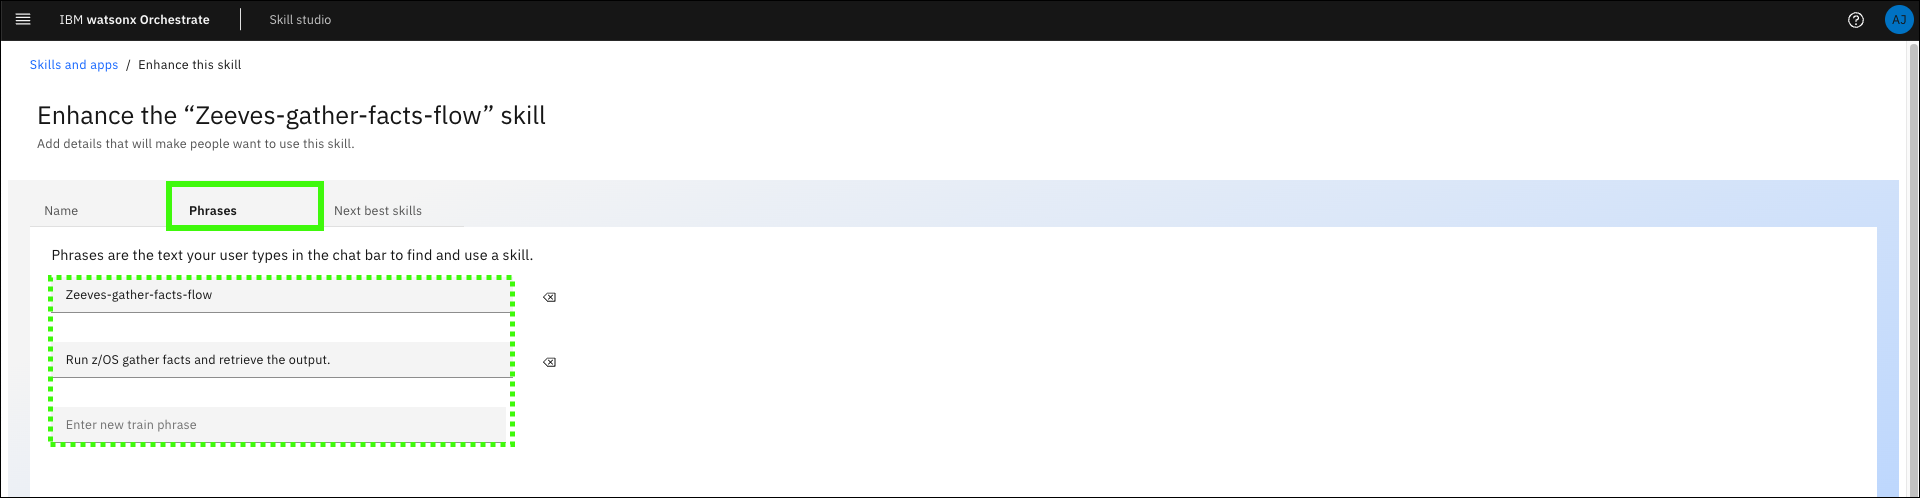 IBM watsonx Orchestrate Skill studio AJ
Skills and apps / Enhance this skill
Enhance the “Zeeves-gather-facts-flow” skill
Add details that will make people want to use this skill.
Name Phrases Next best skills
Phrases are the text your user types in the chat bar to find and use a skill.
Zeeves-gather-facts-flow
Run z/OS gather facts and retrieve the output.
Enter new train phrase